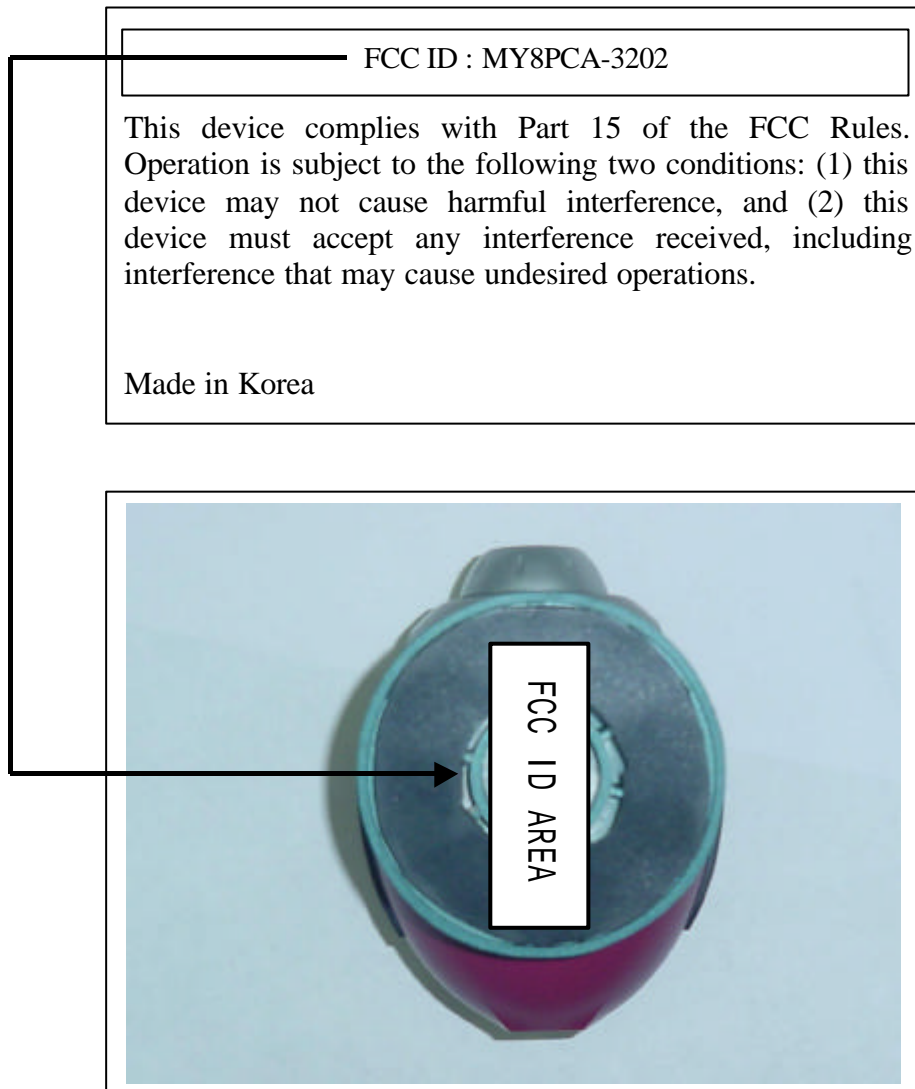 FCC ID : MY8PCA-3202
This device complies with Part 15 of the FCC Rules.
Operation is subject to the following two conditions: (1) this
device may not cause harmful interference, and (2) this
device must accept any interference received, including
interference that may cause undesired operations.
Made in Korea
FCC ID AREA